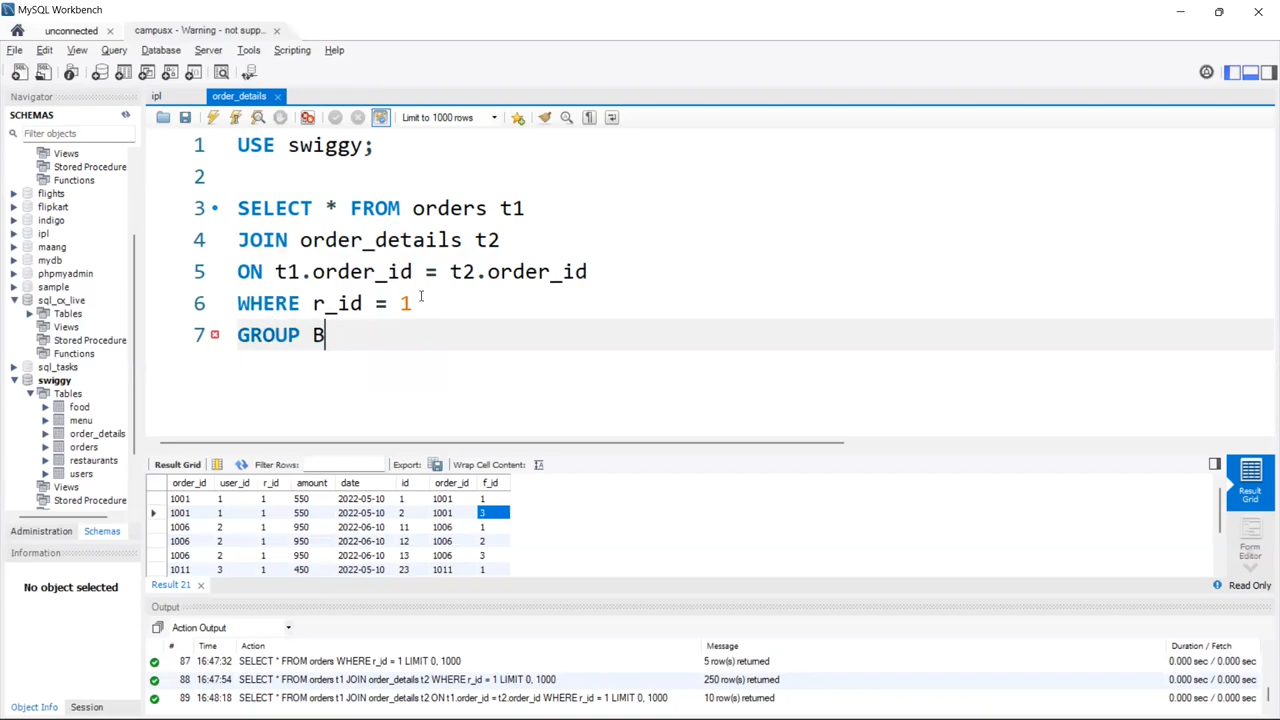 MySQL Workbench
unconnected × campusx - Warning - not supp... ×
File Edit View Query Database Server Tools Scripting Help
Navigator
SCHEMAS
Filter objects
Views
Stored Procedure
Functions
flights
flipkart
indigo
ipl
maang
mydb
phpmyadmin
sample
sql_cx_live
Tables
Views
Stored Procedure
Functions
sql_tasks
swiggy
Tables
food
menu
order_details
orders
restaurants
users
Views
Stored Procedure
Administration Schemas
Information
No object selected
Object Info Session
ipl order_details ×
Limit to 1000 rows
1 USE swiggy;
2
3 SELECT * FROM orders t1
4 JOIN order_details t2
5 ON t1.order_id = t2.order_id
6 WHERE r_id = 1
7 GROUP B
Result Grid Filter Rows: Export: Wrap Cell Content:
order_id user_id r_id amount date id order_id f_id
1001 1 1 550 2022-05-10 1 1001 1
1001 1 1 550 2022-05-10 2 1001 3
1006 2 1 950 2022-06-10 11 1006 1
1006 2 1 950 2022-06-10 12 1006 2
1006 2 1 950 2022-06-10 13 1006 3
1011 3 1 450 2022-05-10 23 1011 1
Result Grid
Form Editor
Result 21 ×
Read Only
Output
Action Output
# Time Action Message Duration / Fetch
87 16:47:32 SELECT * FROM orders WHERE r_id = 1 LIMIT 0, 1000 5 row(s) returned 0.000 sec / 0.000 sec
88 16:47:54 SELECT * FROM orders t1 JOIN order_details t2 WHERE r_id = 1 LIMIT 0, 1000 250 row(s) returned 0.000 sec / 0.000 sec
89 16:48:18 SELECT * FROM orders t1 JOIN order_details t2 ON t1.order_id = t2.order_id WHERE r_id = 1 LIMIT 0, 1000 10 row(s) returned 0.000 sec / 0.000 sec